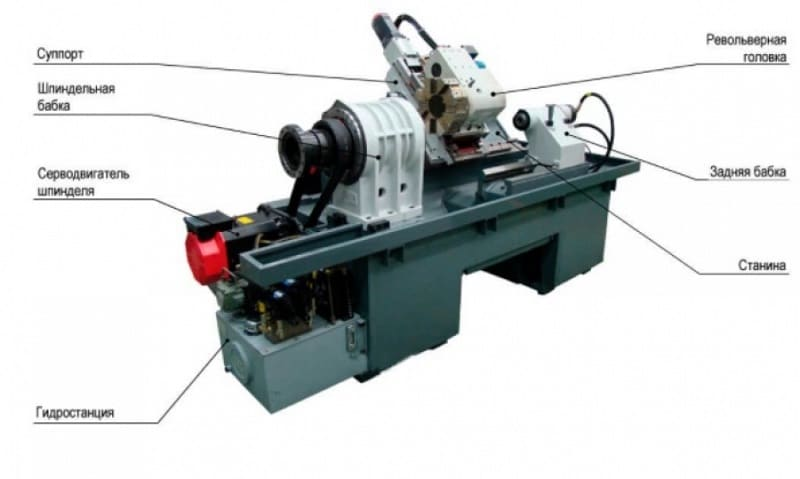 Суппорт
Шпиндельная
бабка
Серводвигатель
шпинделя
Гидростанция
Револьверная
головка
Задняя бабка
Станина